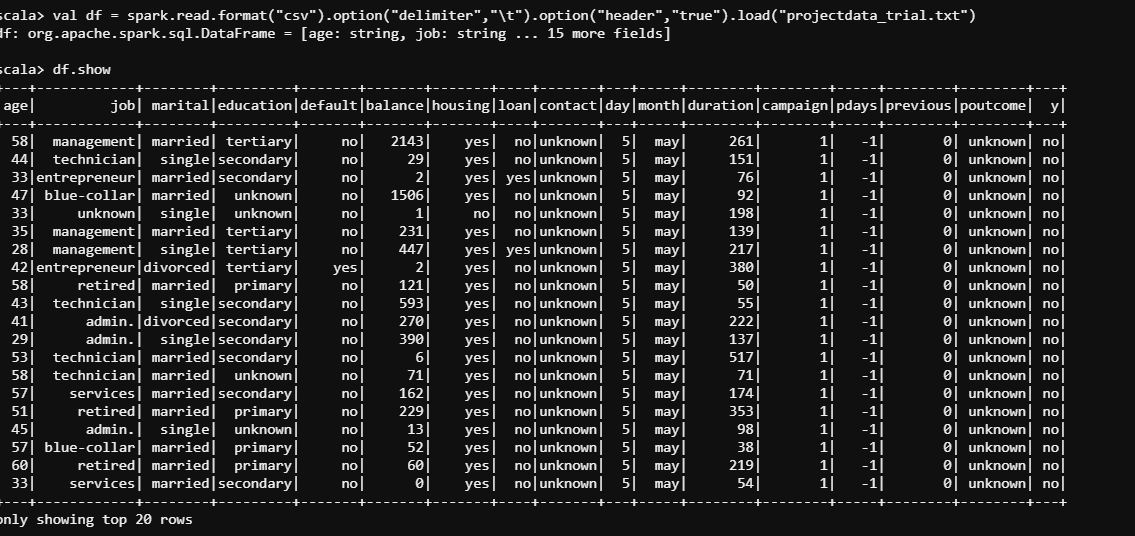 scala> val df = spark.read.format("csv").option("delimiter","\t").option("header","true").load("projectdata_trial.txt")
df: org.apache.spark.sql.DataFrame = [age: string, job: string ... 15 more fields]
scala> df.show
+---+------------+--------+---------+-------+-------+-------+----+-------+---+-----+--------+--------+-----+--------+--------+---+
age|         job| marital|education|default|balance|housing|loan|contact|day|month|duration|campaign|pdays|previous|poutcome|  y|
+---+------------+--------+---------+-------+-------+-------+----+-------+---+-----+--------+--------+-----+--------+--------+---+
58|  management| married| tertiary|     no|   2143|    yes|  no|unknown|  5|  may|     261|       1|   -1|       0| unknown| no|
44|  technician|  single|secondary|     no|     29|    yes|  no|unknown|  5|  may|     151|       1|   -1|       0| unknown| no|
33|entrepreneur| married|secondary|     no|      2|    yes| yes|unknown|  5|  may|      76|       1|   -1|       0| unknown| no|
47| blue-collar| married|  unknown|     no|   1506|    yes|  no|unknown|  5|  may|      92|       1|   -1|       0| unknown| no|
33|     unknown|  single|  unknown|     no|      1|     no|  no|unknown|  5|  may|     198|       1|   -1|       0| unknown| no|
35|  management| married| tertiary|     no|    231|    yes|  no|unknown|  5|  may|     139|       1|   -1|       0| unknown| no|
28|  management|  single| tertiary|     no|    447|    yes| yes|unknown|  5|  may|     217|       1|   -1|       0| unknown| no|
42|entrepreneur|divorced| tertiary|    yes|      2|    yes|  no|unknown|  5|  may|     380|       1|   -1|       0| unknown| no|
58|     retired| married|  primary|     no|    121|    yes|  no|unknown|  5|  may|      50|       1|   -1|       0| unknown| no|
43|  technician|  single|secondary|     no|    593|    yes|  no|unknown|  5|  may|      55|       1|   -1|       0| unknown| no|
41|      admin.|divorced|secondary|     no|    270|    yes|  no|unknown|  5|  may|     222|       1|   -1|       0| unknown| no|
29|      admin.|  single|secondary|     no|    390|    yes|  no|unknown|  5|  may|     137|       1|   -1|       0| unknown| no|
53|  technician| married|secondary|     no|      6|    yes|  no|unknown|  5|  may|     517|       1|   -1|       0| unknown| no|
58|  technician| married|  unknown|     no|     71|    yes|  no|unknown|  5|  may|      71|       1|   -1|       0| unknown| no|
57|    services| married|secondary|     no|    162|    yes|  no|unknown|  5|  may|     174|       1|   -1|       0| unknown| no|
51|     retired| married|  primary|     no|    229|    yes|  no|unknown|  5|  may|     353|       1|   -1|       0| unknown| no|
45|      admin.|  single|  unknown|     no|     13|    yes|  no|unknown|  5|  may|      98|       1|   -1|       0| unknown| no|
57| blue-collar| married|  primary|     no|     52|    yes|  no|unknown|  5|  may|      38|       1|   -1|       0| unknown| no|
60|     retired| married|  primary|     no|     60|    yes|  no|unknown|  5|  may|     219|       1|   -1|       0| unknown| no|
33|    services| married|secondary|     no|      0|    yes|  no|unknown|  5|  may|      54|       1|   -1|       0| unknown| no|
+---+------------+--------+---------+-------+-------+-------+----+-------+---+-----+--------+--------+-----+--------+--------+---+
only showing top 20 rows